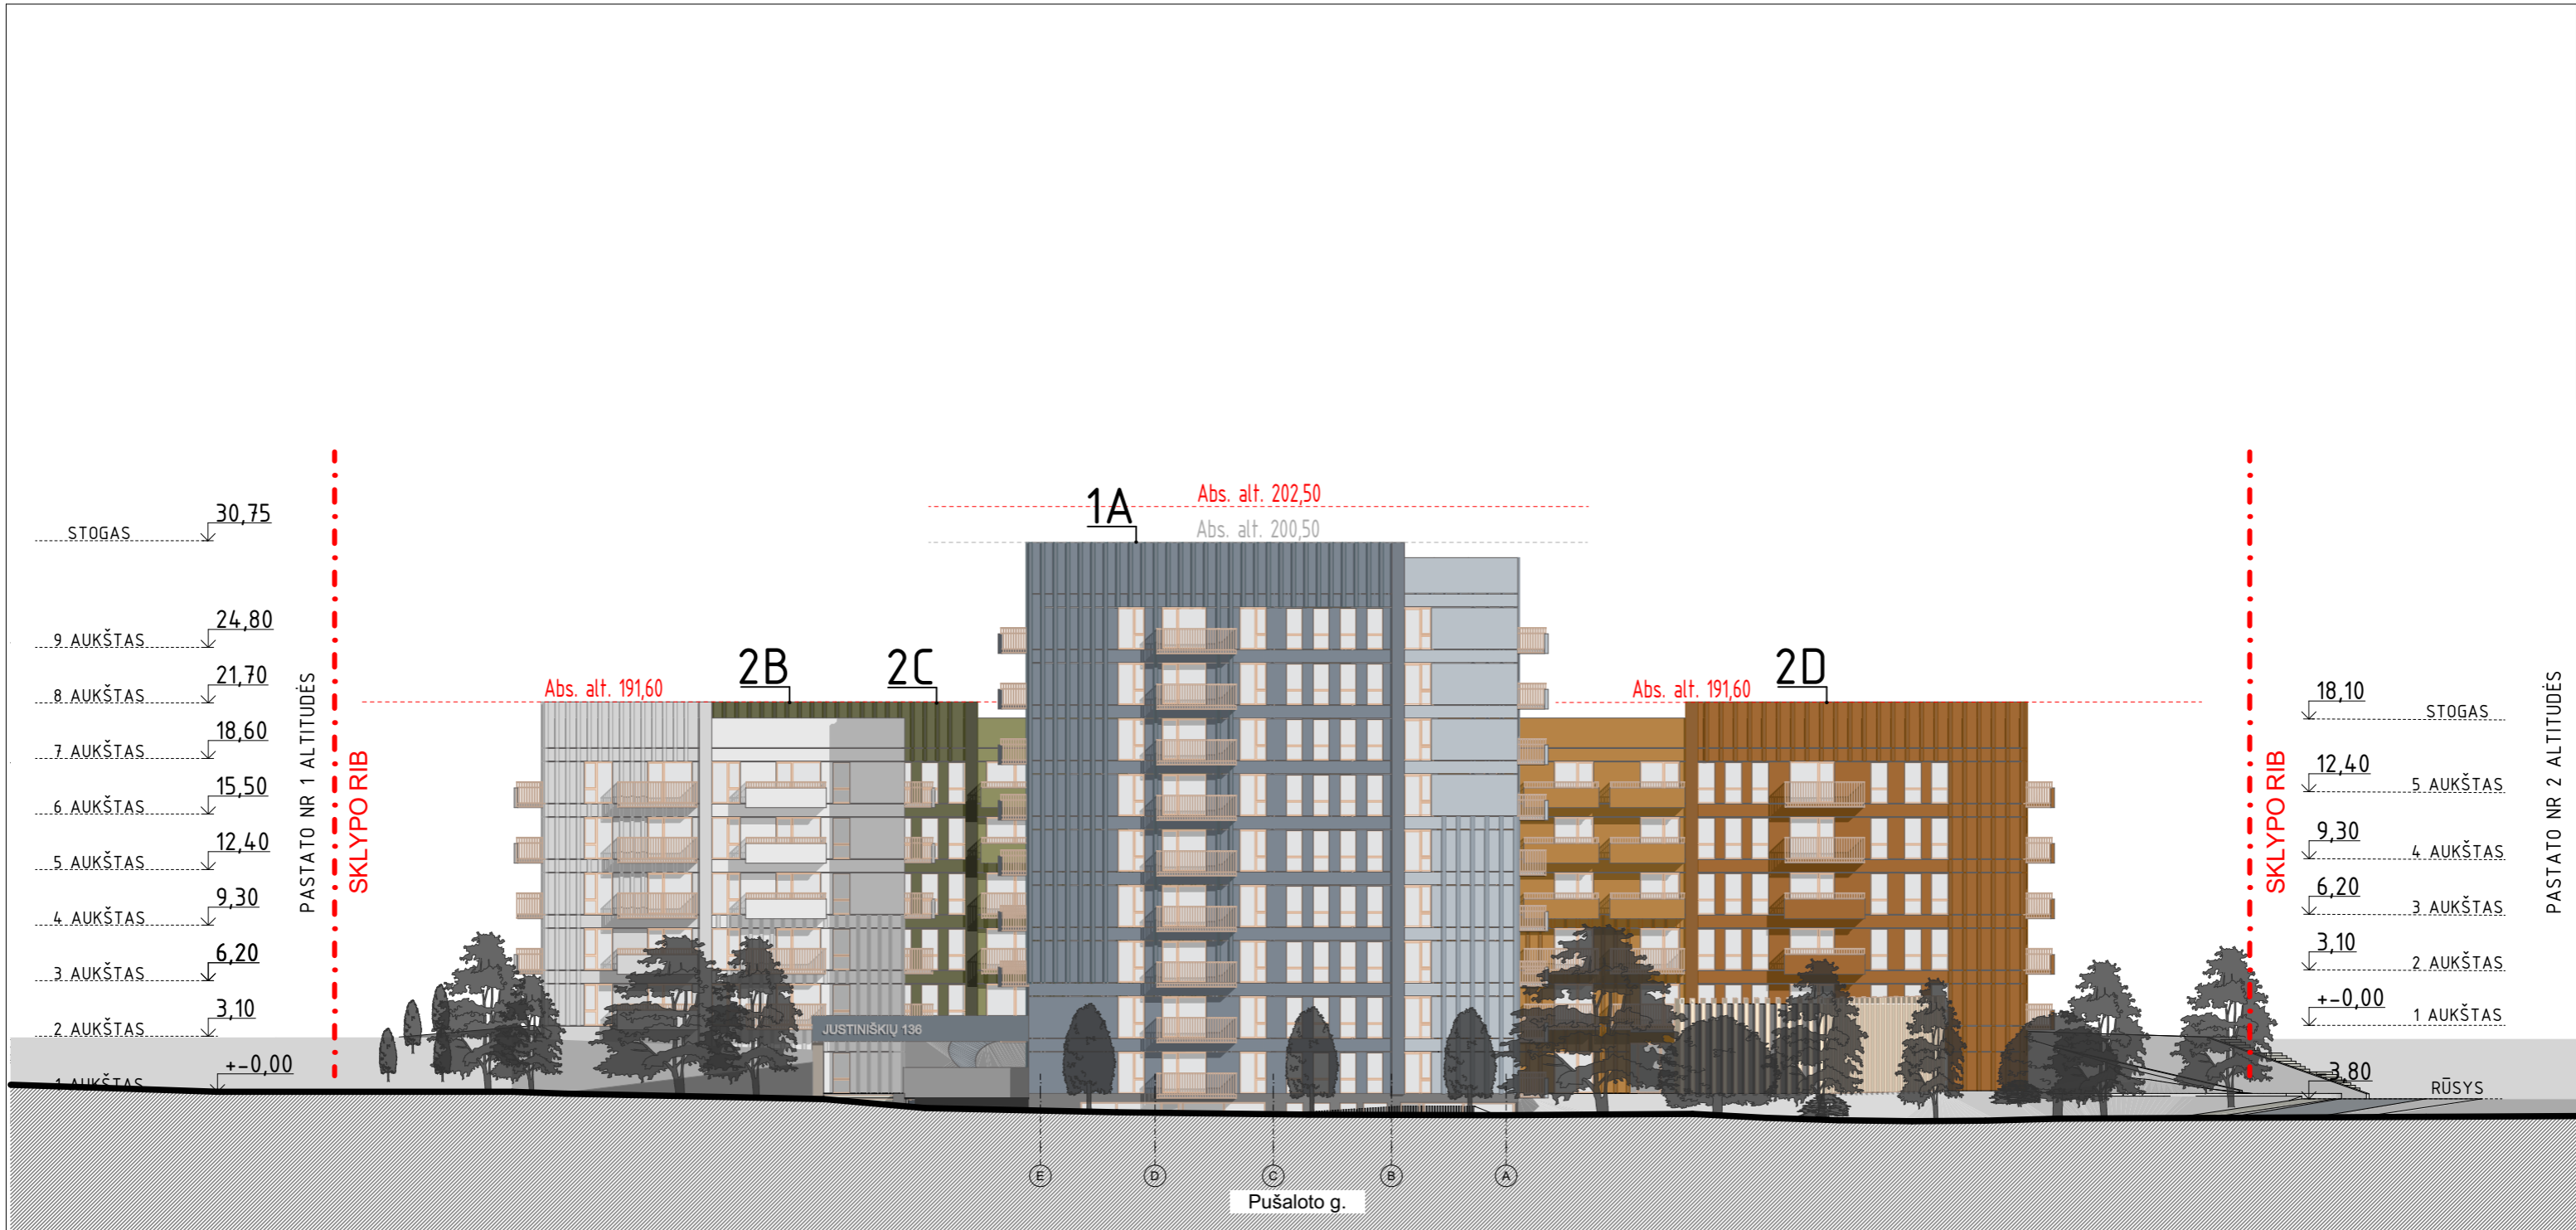 Abs. alt. 202,50
1A
Abs. alt. 200,50
30,75
STOGAS
24,80
9 AUKŠTAS
21,70
8 AUKŠTAS
18,60
7 AUKŠTAS
15,50
6 AUKŠTAS
12,40
5 AUKŠTAS
9,30
4 AUKŠTAS
6,20
3 AUKŠTAS
3,10
2 AUKŠTAS
+-0,00
1 AUKŠTAS
PASTATO NR 1 ALTITUDĖS
SKLYPO RIB
Abs. alt. 191,60
2B
2C
JUSTINIŠKIŲ 136
Abs. alt. 191,60
2D
SKLYPO RIB
18,10
STOGAS
12,40
5 AUKŠTAS
9,30
4 AUKŠTAS
6,20
3 AUKŠTAS
3,10
2 AUKŠTAS
+-0,00
1 AUKŠTAS
-3,80
RŪSYS
PASTATO NR 2 ALTITUDĖS
E D C B A
Pušaloto g.